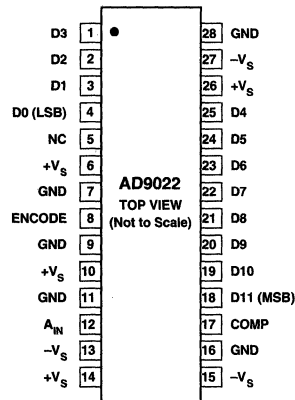 D3 1 28 GND
D2 2 27 –VS
D1 3 26 +VS
D0 (LSB) 4 25 D4
NC 5 24 D5
+VS 6 23 D6
GND 7 22 D7
ENCODE 8 21 D8
GND 9 20 D9
+VS 10 19 D10
GND 11 18 D11 (MSB)
AIN 12 17 COMP
–VS 13 16 GND
+VS 14 15 –VS
AD9022
TOP VIEW
(Not to Scale)